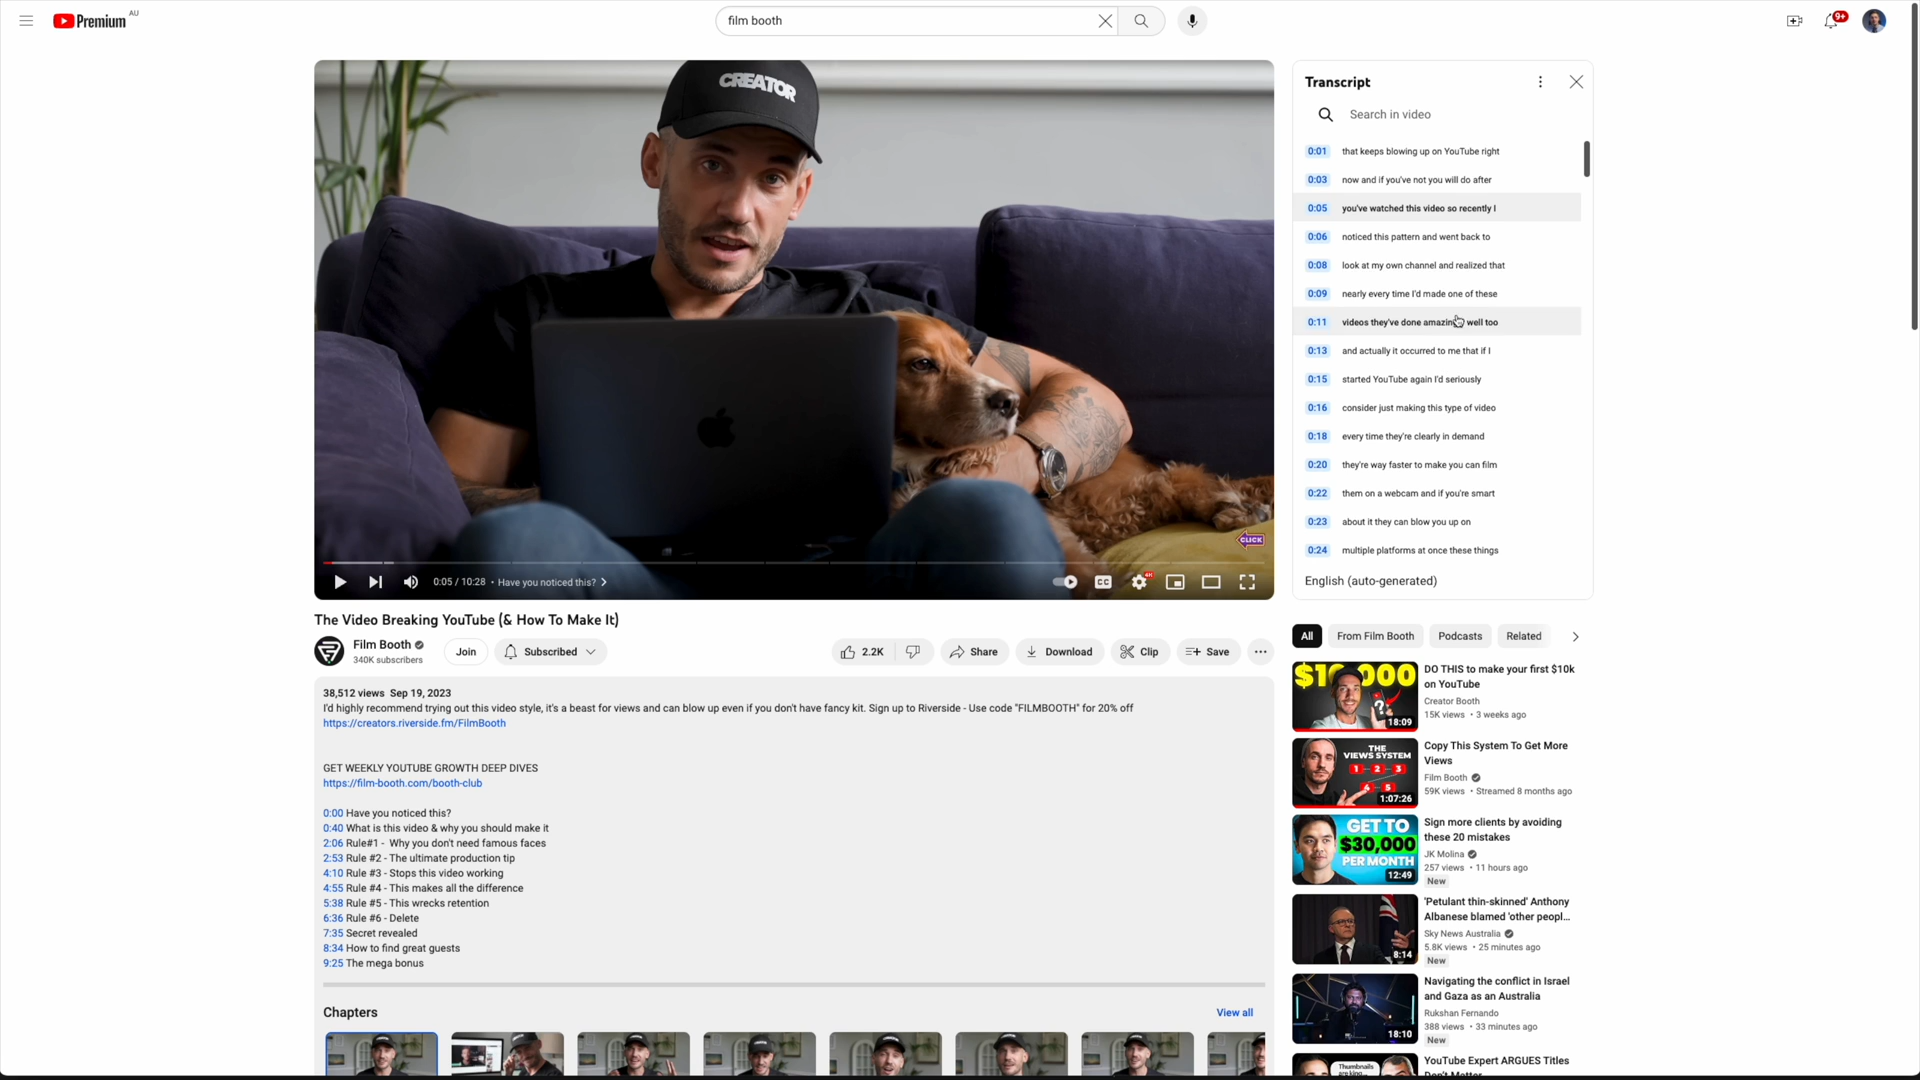 Premium AU
film booth
9+
CREATOR
CLICK
0:05 / 10:28 • Have you noticed this?
CC
Transcript
Search in video
0:01 that keeps blowing up on YouTube right
0:03 now and if you've not you will do after
0:05 you've watched this video so recently I
0:06 noticed this pattern and went back to
0:08 look at my own channel and realized that
0:09 nearly every time I'd made one of these
0:11 videos they've done amazing well too
0:13 and actually it occurred to me that if I
0:15 started YouTube again I'd seriously
0:16 consider just making this type of video
0:18 every time they're clearly in demand
0:20 they're way faster to make you can film
0:22 them on a webcam and if you're smart
0:23 about it they can blow you up on
0:24 multiple platforms at once these things
English (auto-generated)
The Video Breaking YouTube (& How To Make It)
Film Booth
340K subscribers
Join
Subscribed
2.2K
Share
Download
Clip
Save
38,512 views Sep 19, 2023
I'd highly recommend trying out this video style, it's a beast for views and can blow up even if you don't have fancy kit. Sign up to Riverside - Use code "FILMBOOTH" for 20% off
https://creators.riverside.fm/FilmBooth
GET WEEKLY YOUTUBE GROWTH DEEP DIVES
https://film-booth.com/booth-club
0:00 Have you noticed this?
0:40 What is this video & why you should make it
2:06 Rule#1 - Why you don't need famous faces
2:53 Rule #2 - The ultimate production tip
4:10 Rule #3 - Stops this video working
4:55 Rule #4 - This makes all the difference
5:38 Rule #5 - This wrecks retention
6:36 Rule #6 - Delete
7:35 Secret revealed
8:34 How to find great guests
9:25 The mega bonus
Chapters
View all
All
From Film Booth
Podcasts
Related
$10 000
?
18:09
DO THIS to make your first $10k
on YouTube
Creator Booth
15K views • 3 weeks ago
THE
VIEWS SYSTEM
1 2 3
4 5
1:07:26
Copy This System To Get More
Views
Film Booth
59K views • Streamed 8 months ago
GET TO
$30,000
PER MONTH
12:49
Sign more clients by avoiding
these 20 mistakes
JK Molina
257 views • 11 hours ago
New
8:14
'Petulant thin-skinned' Anthony
Albanese blamed 'other peopl...
Sky News Australia
5.8K views • 25 minutes ago
New
18:10
Navigating the conflict in Israel
and Gaza as an Australia
Rukshan Fernando
388 views • 33 minutes ago
New
Thumbnails
YouTube Expert ARGUES Titles
Don't Matter